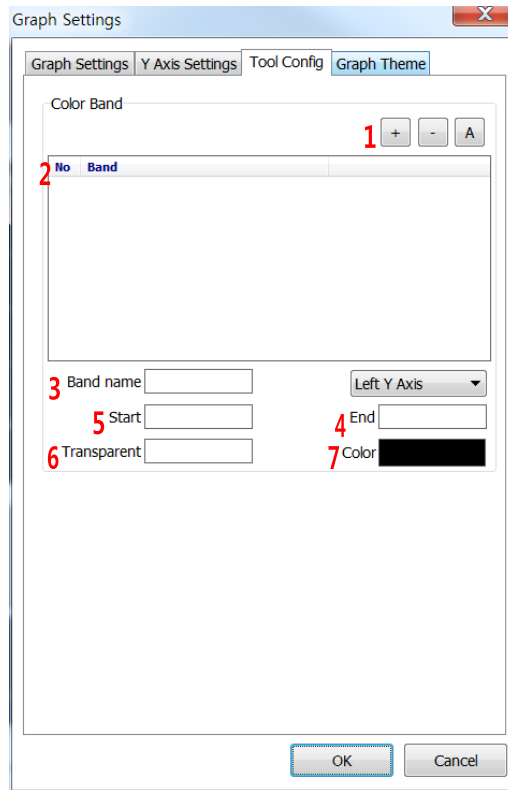 Graph Settings X
Graph Settings Y Axis Settings Tool Config Graph Theme
Color Band
1 + - A
2 No Band
3 Band name Left Y Axis
5 Start 4 End
6 Transparent 7 Color
OK Cancel